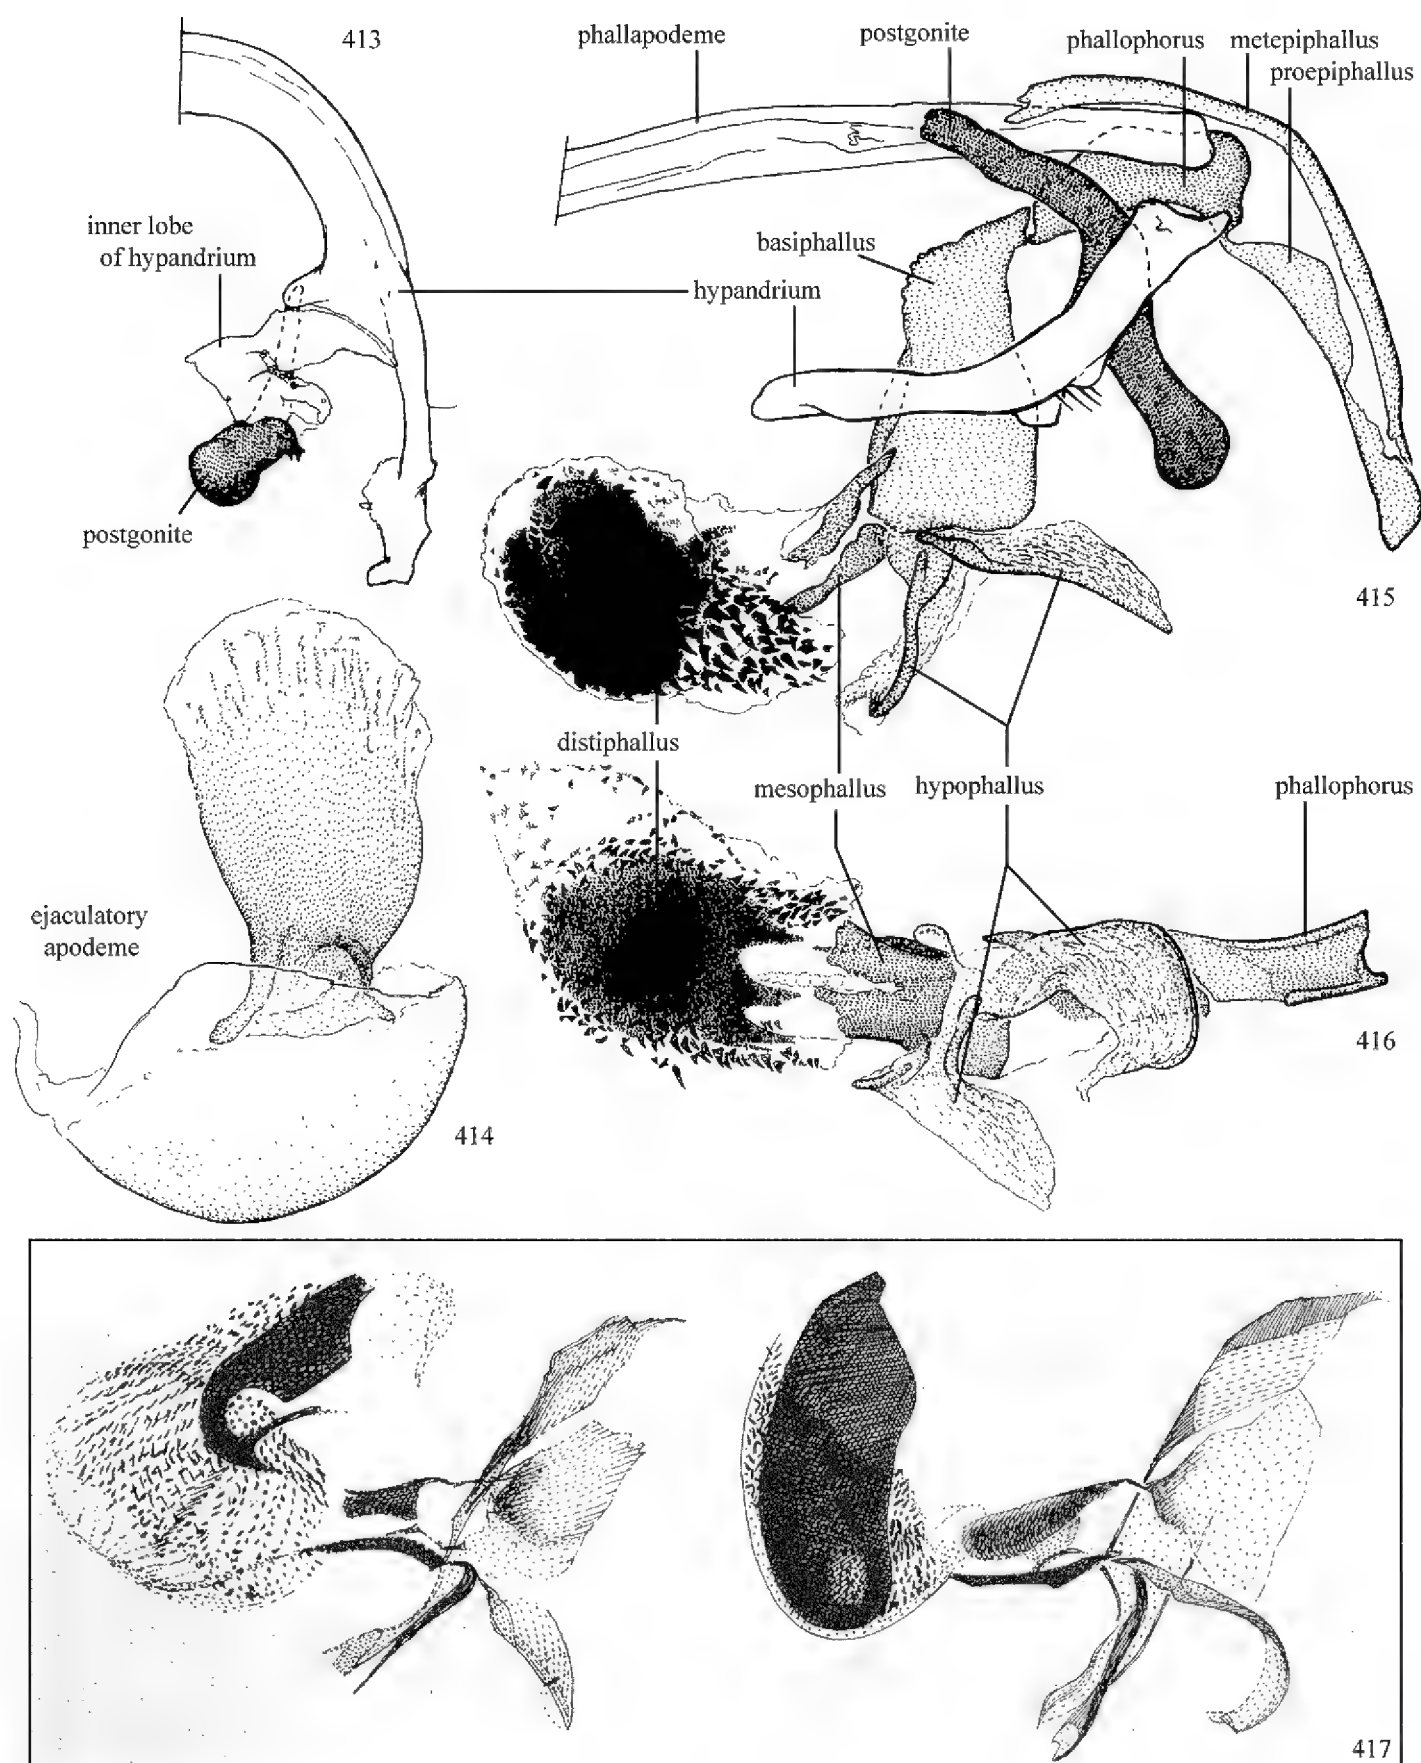 413
phallapodeme
postgonite
phallophorus
metepiphallus
proepiphallus
inner lobe
of hypandrium
basiphallus
hypandrium
postgonite
415
distiphallus
mesophallus
hypophallus
phallophorus
ejaculatory
apodeme
416
414
417